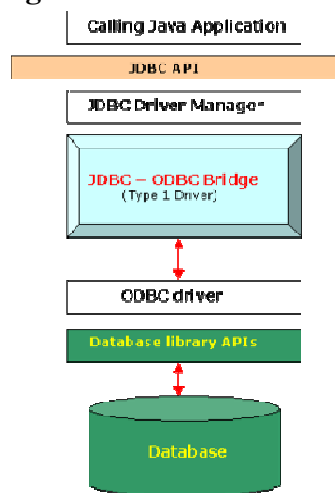 Calling Java Application
JDBC API
JDBC Driver Manager
JDBC – ODBC Bridge
(Type 1 Driver)
ODBC driver
Database library APIs
Database